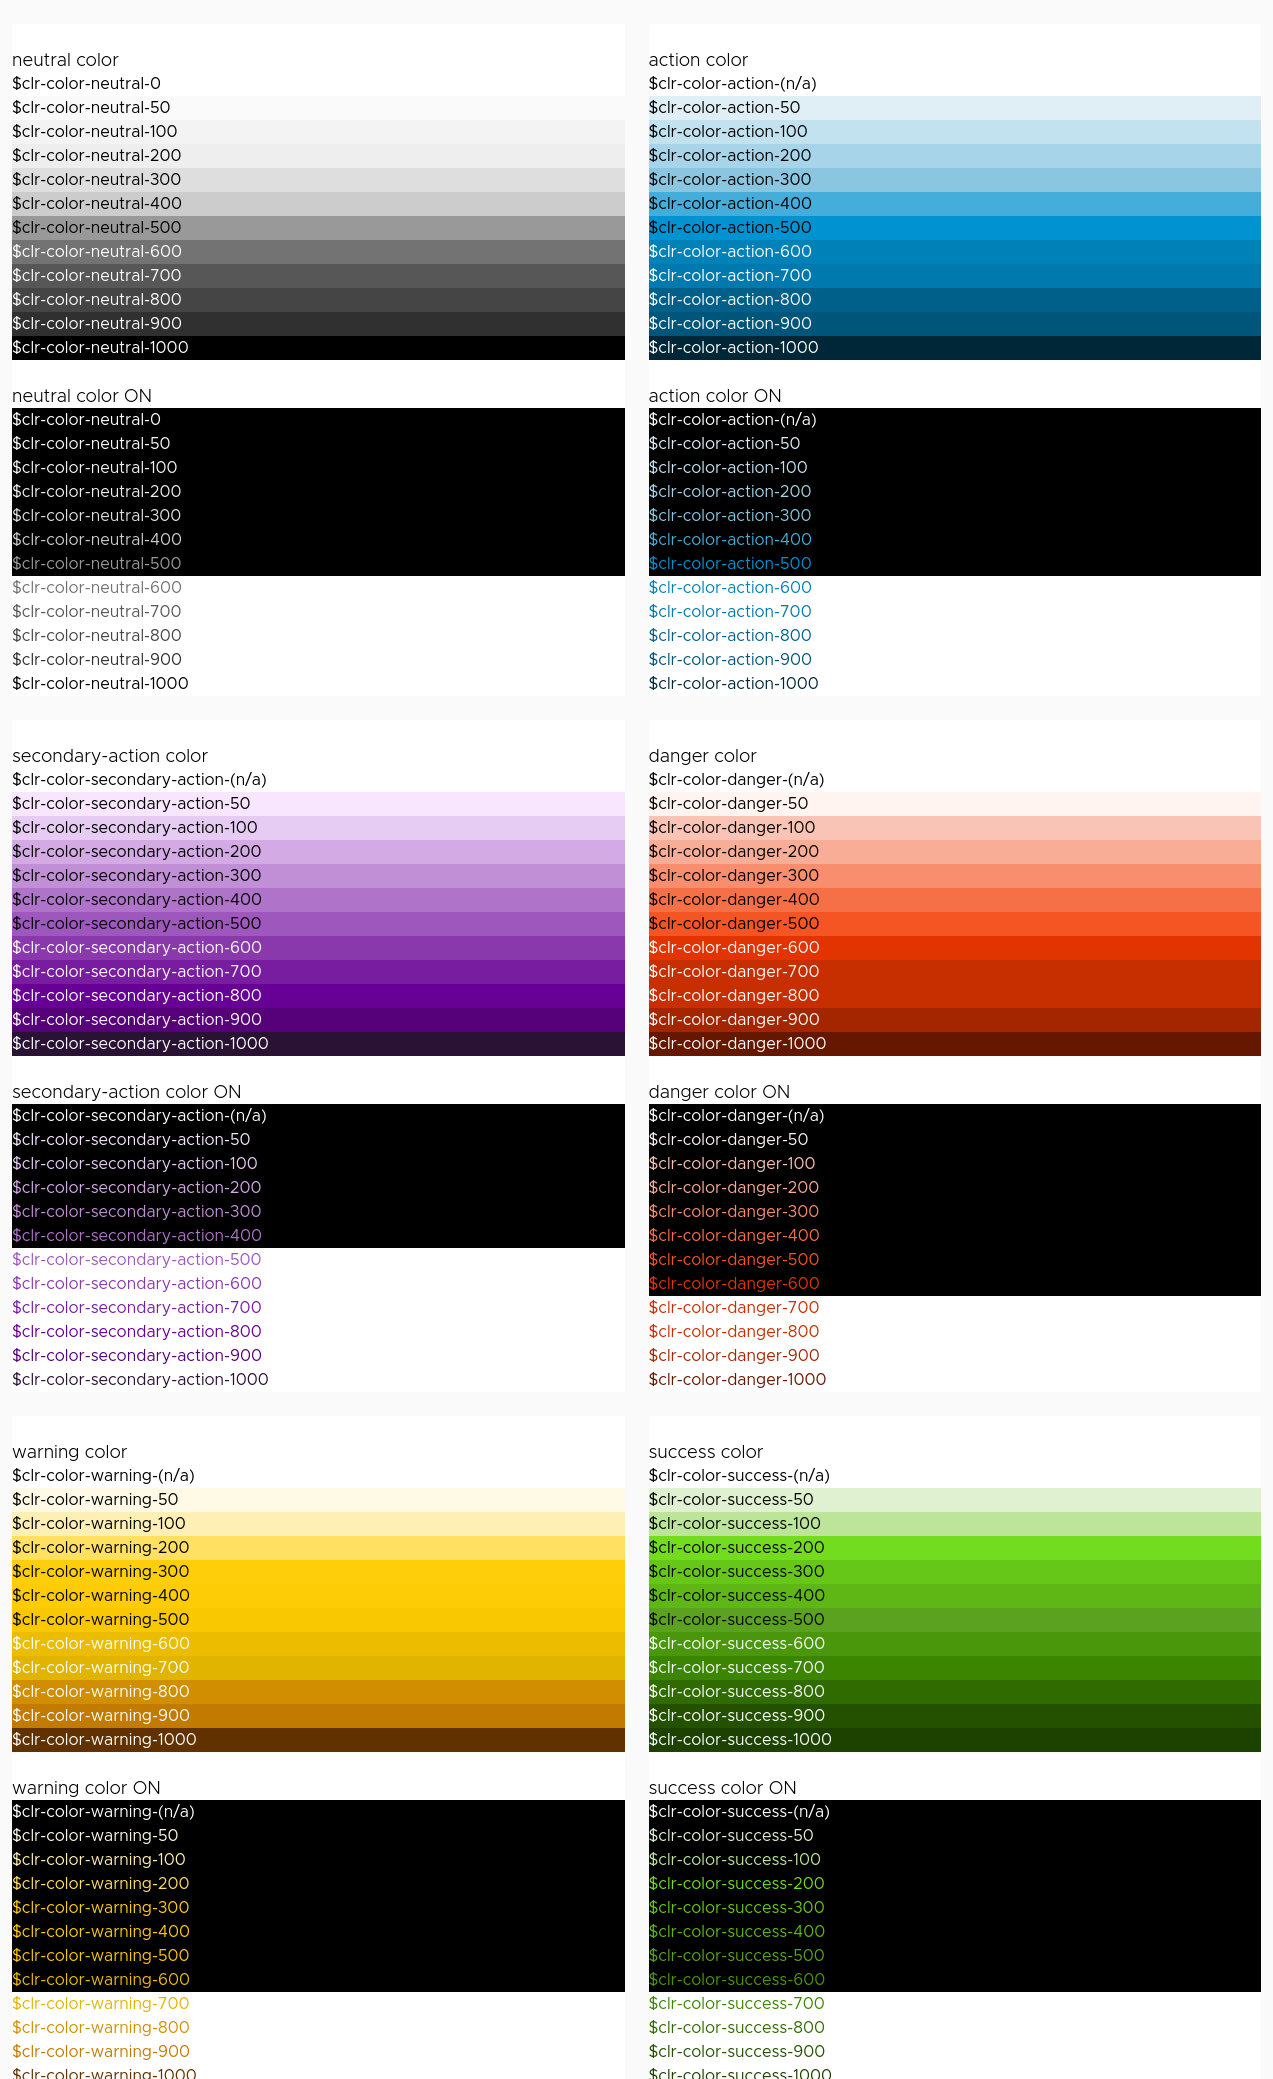 neutral color
$clr-color-neutral-0
$clr-color-neutral-50
$clr-color-neutral-100
$clr-color-neutral-200
$clr-color-neutral-300
$clr-color-neutral-400
$clr-color-neutral-500
$clr-color-neutral-600
$clr-color-neutral-700
$clr-color-neutral-800
$clr-color-neutral-900
$clr-color-neutral-1000
neutral color ON
$clr-color-neutral-0
$clr-color-neutral-50
$clr-color-neutral-100
$clr-color-neutral-200
$clr-color-neutral-300
$clr-color-neutral-400
$clr-color-neutral-500
$clr-color-neutral-600
$clr-color-neutral-700
$clr-color-neutral-800
$clr-color-neutral-900
$clr-color-neutral-1000
action color
$clr-color-action-(n/a)
$clr-color-action-50
$clr-color-action-100
$clr-color-action-200
$clr-color-action-300
$clr-color-action-400
$clr-color-action-500
$clr-color-action-600
$clr-color-action-700
$clr-color-action-800
$clr-color-action-900
$clr-color-action-1000
action color ON
$clr-color-action-(n/a)
$clr-color-action-50
$clr-color-action-100
$clr-color-action-200
$clr-color-action-300
$clr-color-action-400
$clr-color-action-500
$clr-color-action-600
$clr-color-action-700
$clr-color-action-800
$clr-color-action-900
$clr-color-action-1000
secondary-action color
$clr-color-secondary-action-(n/a)
$clr-color-secondary-action-50
$clr-color-secondary-action-100
$clr-color-secondary-action-200
$clr-color-secondary-action-300
$clr-color-secondary-action-400
$clr-color-secondary-action-500
$clr-color-secondary-action-600
$clr-color-secondary-action-700
$clr-color-secondary-action-800
$clr-color-secondary-action-900
$clr-color-secondary-action-1000
secondary-action color ON
$clr-color-secondary-action-(n/a)
$clr-color-secondary-action-50
$clr-color-secondary-action-100
$clr-color-secondary-action-200
$clr-color-secondary-action-300
$clr-color-secondary-action-400
$clr-color-secondary-action-500
$clr-color-secondary-action-600
$clr-color-secondary-action-700
$clr-color-secondary-action-800
$clr-color-secondary-action-900
$clr-color-secondary-action-1000
danger color
$clr-color-danger-(n/a)
$clr-color-danger-50
$clr-color-danger-100
$clr-color-danger-200
$clr-color-danger-300
$clr-color-danger-400
$clr-color-danger-500
$clr-color-danger-600
$clr-color-danger-700
$clr-color-danger-800
$clr-color-danger-900
$clr-color-danger-1000
danger color ON
$clr-color-danger-(n/a)
$clr-color-danger-50
$clr-color-danger-100
$clr-color-danger-200
$clr-color-danger-300
$clr-color-danger-400
$clr-color-danger-500
$clr-color-danger-600
$clr-color-danger-700
$clr-color-danger-800
$clr-color-danger-900
$clr-color-danger-1000
warning color
$clr-color-warning-(n/a)
$clr-color-warning-50
$clr-color-warning-100
$clr-color-warning-200
$clr-color-warning-300
$clr-color-warning-400
$clr-color-warning-500
$clr-color-warning-600
$clr-color-warning-700
$clr-color-warning-800
$clr-color-warning-900
$clr-color-warning-1000
warning color ON
$clr-color-warning-(n/a)
$clr-color-warning-50
$clr-color-warning-100
$clr-color-warning-200
$clr-color-warning-300
$clr-color-warning-400
$clr-color-warning-500
$clr-color-warning-600
$clr-color-warning-700
$clr-color-warning-800
$clr-color-warning-900
$clr-color-warning-1000
success color
$clr-color-success-(n/a)
$clr-color-success-50
$clr-color-success-100
$clr-color-success-200
$clr-color-success-300
$clr-color-success-400
$clr-color-success-500
$clr-color-success-600
$clr-color-success-700
$clr-color-success-800
$clr-color-success-900
$clr-color-success-1000
success color ON
$clr-color-success-(n/a)
$clr-color-success-50
$clr-color-success-100
$clr-color-success-200
$clr-color-success-300
$clr-color-success-400
$clr-color-success-500
$clr-color-success-600
$clr-color-success-700
$clr-color-success-800
$clr-color-success-900
$clr-color-success-1000